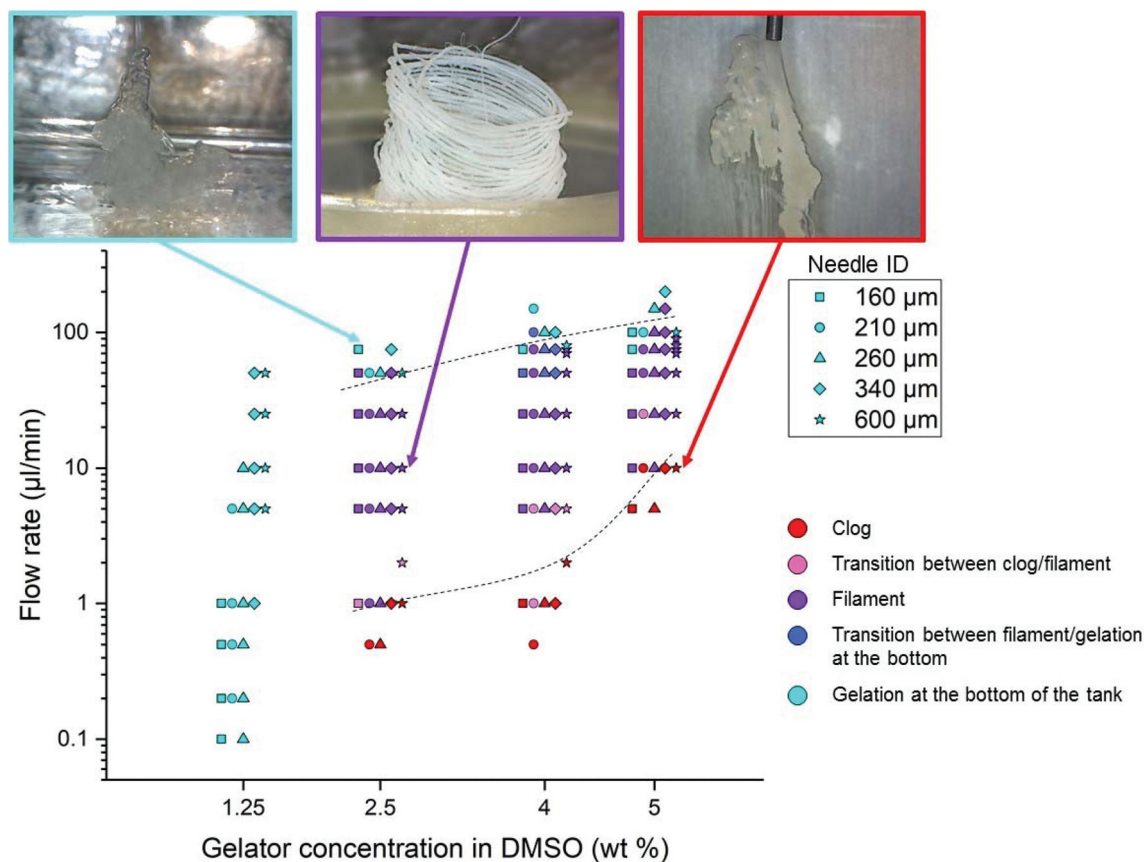 Needle ID
160 µm
210 µm
260 µm
340 µm
600 µm
100
10
1
0.1
Flow rate (µl/min)
Clog
Transition between clog/filament
Filament
Transition between filament/gelation
at the bottom
Gelation at the bottom of the tank
1.25 2.5 4 5
Gelator concentration in DMSO (wt %)